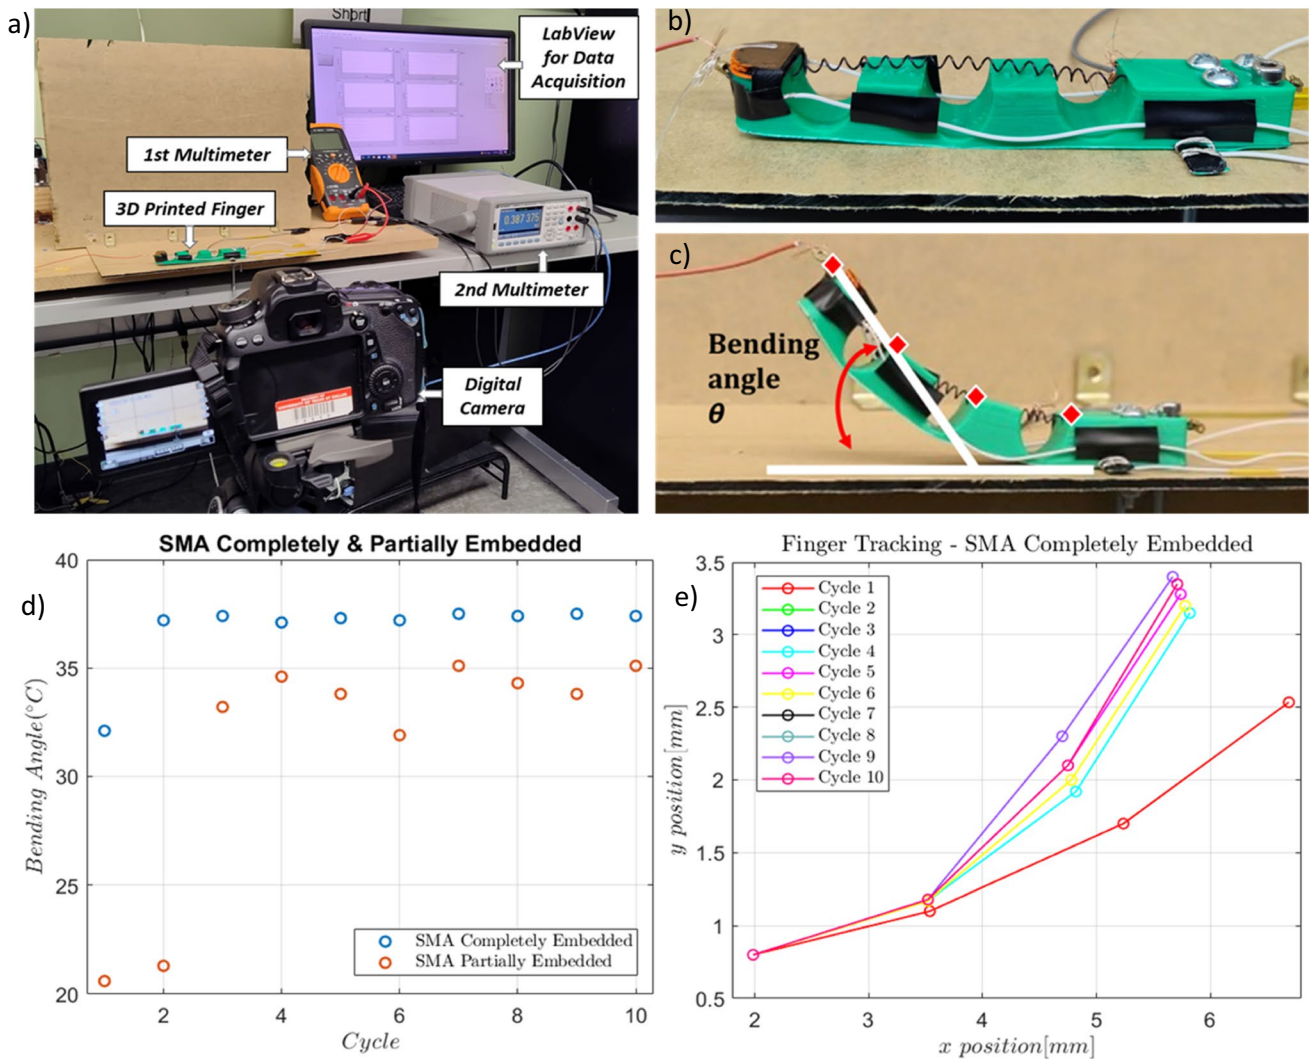 a)
Short
LabView
for Data
Acquisition
1st Multimeter
3D Printed Finger
0.387 375
2nd Multimeter
Digital
Camera
b)
c)
Bending
angle
θ
d)
SMA Completely & Partially Embedded
Bending Angle(°C)
40
35
30
25
20
2
4
6
8
10
Cycle
SMA Completely Embedded
SMA Partially Embedded
e)
Finger Tracking - SMA Completely Embedded
y position[mm]
3.5
3
2.5
2
1.5
1
0.5
2
3
4
5
6
x position[mm]
Cycle 1
Cycle 2
Cycle 3
Cycle 4
Cycle 5
Cycle 6
Cycle 7
Cycle 8
Cycle 9
Cycle 10